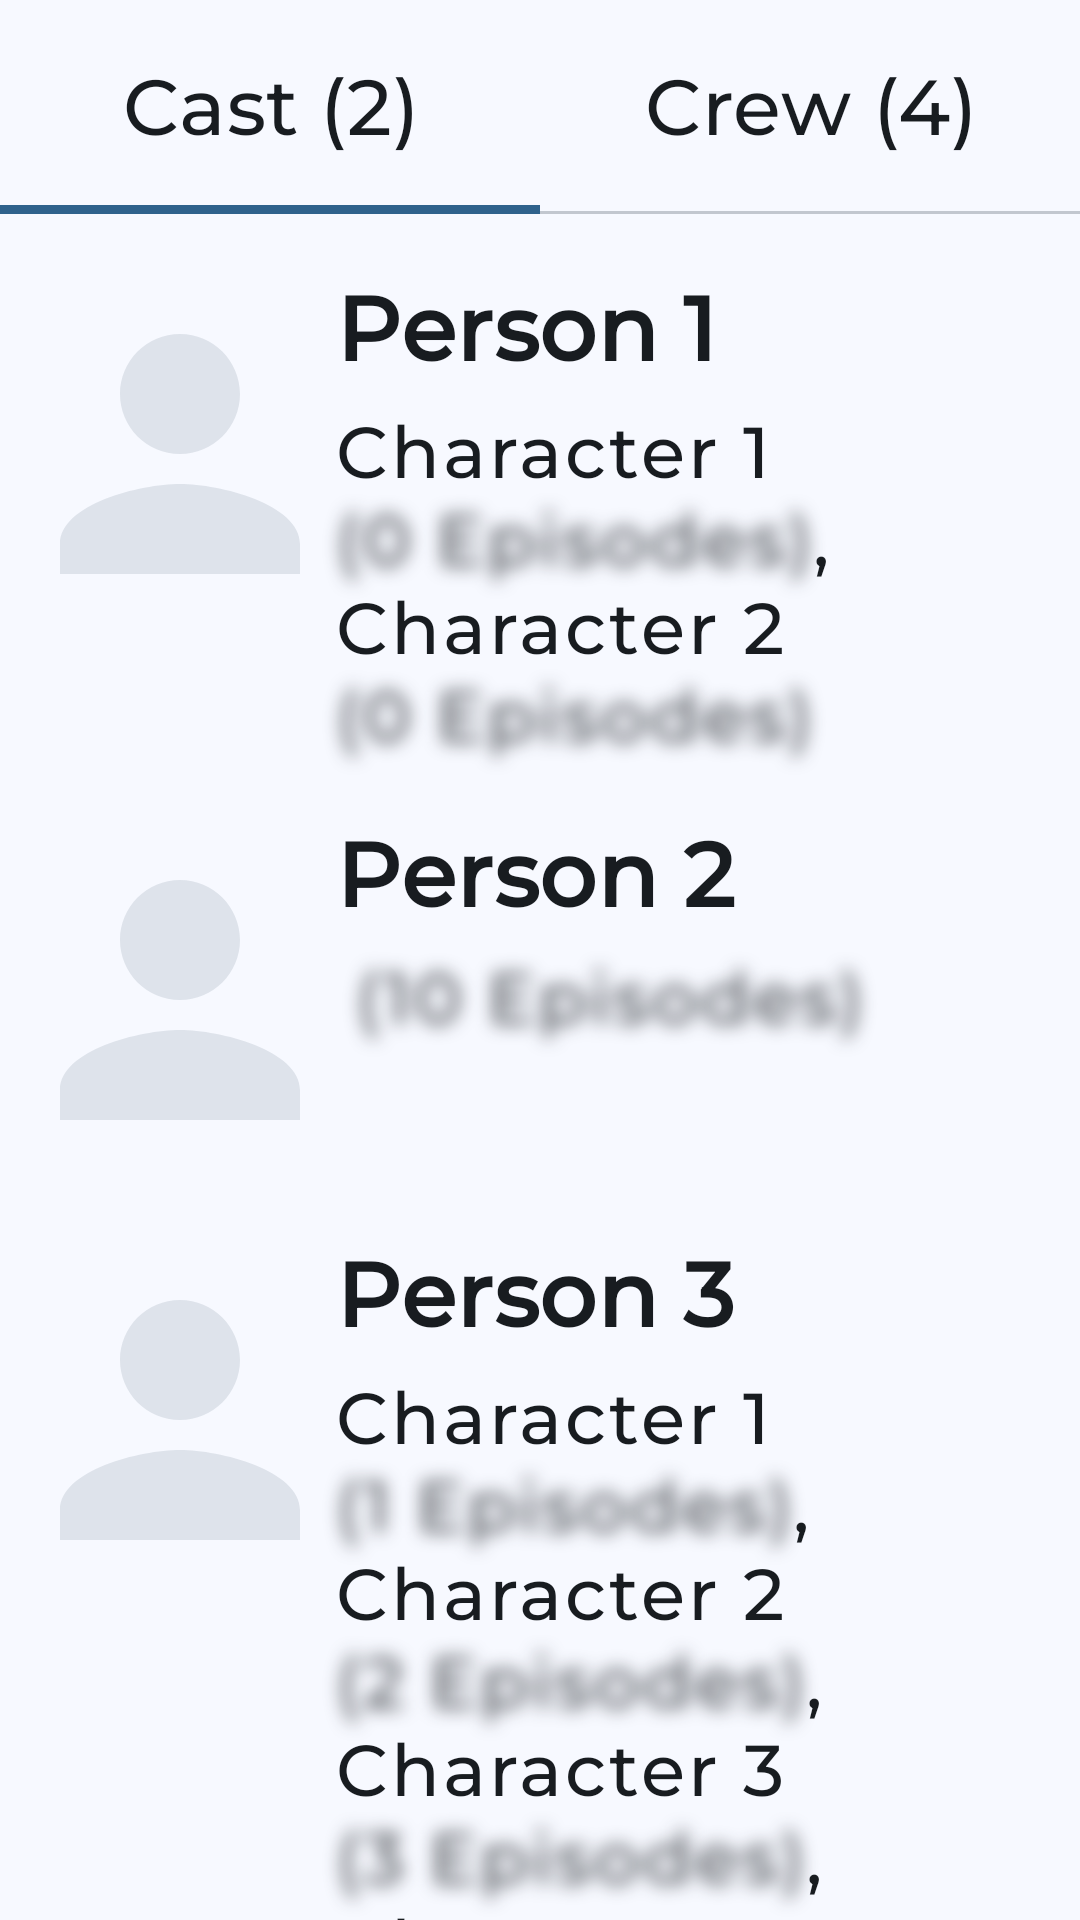 Cast (2)
Crew (4)
Person 1
Character 1
(0 Episodes),
Character 2
(0 Episodes)
Person 2
(10 Episodes)
Person 3
Character 1
(1 Episodes),
Character 2
(2 Episodes),
Character 3
(3 Episodes),